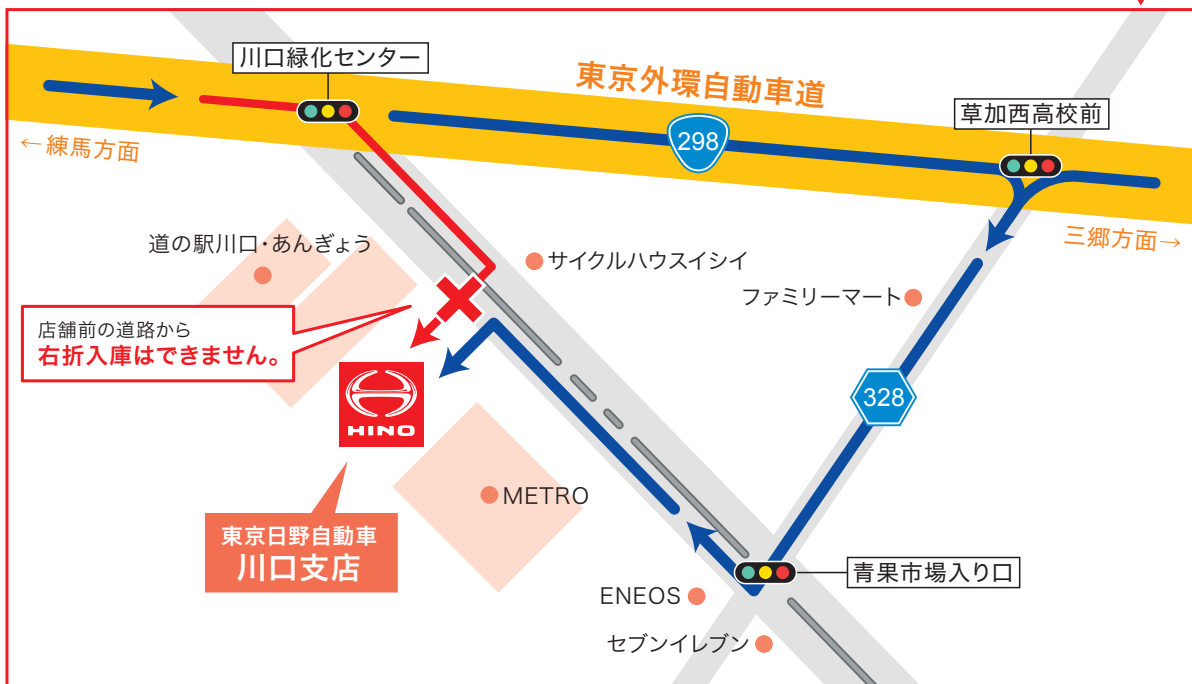 川口緑化センター
東京外環自動車道
草加西高校前
298
←練馬方面
三郷方面→
道の駅川口・あんぎょう
サイクルハウスイシイ
ファミリーマート
店舗前の道路から
右折入庫はできません。
328
HINO
METRO
東京日野自動車
川口支店
青果市場入り口
ENEOS
セブンイレブン